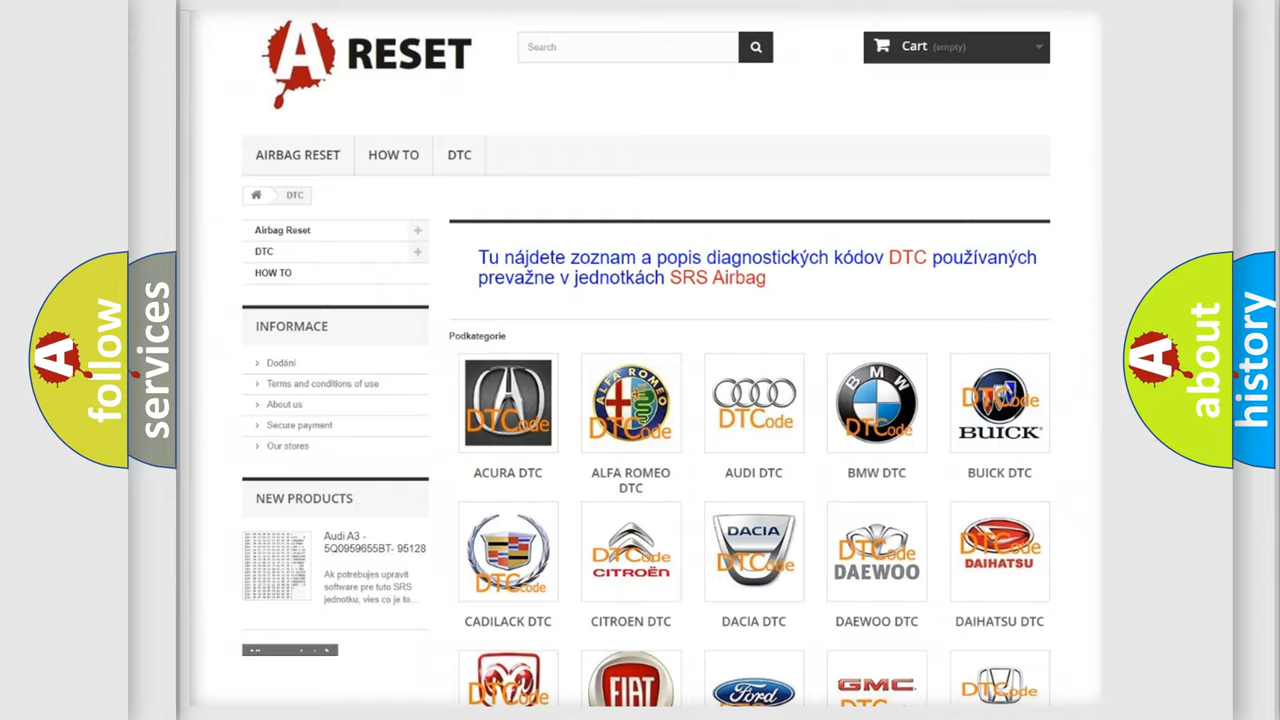 A RESET
Search
Cart (empty)
AIRBAG RESET
HOW TO
DTC
DTC
Airbag Reset
DTC
HOW TO
INFORMACE
Dodání
Terms and conditions of use
About us
Secure payment
Our stores
NEW PRODUCTS
Audi A3 -
5Q0959655BT- 95128
Ak potrebujes upravit
software pre tuto SRS
jednotku, vies co je to...
Tu nájdete zoznam a popis diagnostických kódov DTC používaných
prevažne v jednotkách SRS Airbag
Podkategorie
DTCode
ALFA ROMEO
DTCode
DTCode
BMW
DTCode
DTCode
BUICK
ACURA DTC
ALFA ROMEO
DTC
AUDI DTC
BMW DTC
BUICK DTC
DTCode
DTCode
CITROËN
DACIA
DTCode
DTCode
DAEWOO
DTCode
DAIHATSU
CADILACK DTC
CITROEN DTC
DACIA DTC
DAEWOO DTC
DAIHATSU DTC
DTCode
FIAT
Ford
GMC
DTCode
A follow
services
A about
history